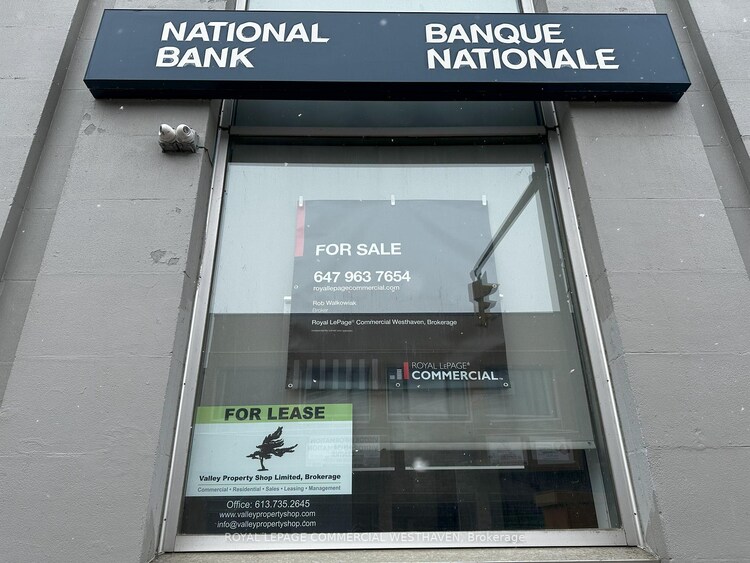 NATIONAL
BANK
BANQUE
NATIONALE
FOR SALE
647 963 7654
royallepagecommercial.com
Rob Walkowiak
Royal LePage® Commercial Westhaven, Brokerage
ROYAL LEPAGE®
COMMERCIAL™
FOR LEASE
Valley Property Shop Limited, Brokerage
Commercial • Residential • Sales • Leasing • Management
Office: 613.735.2645
www.valleypropertyshop.com
info@valleypropertyshop.com
ROYAL LEPAGE COMMERCIAL WESTHAVEN, Brokerage